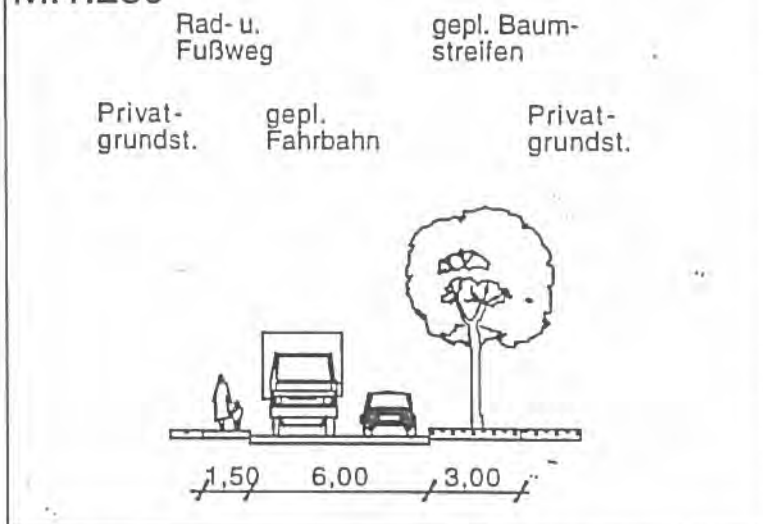 Rad- u.
Fußweg
gepl. Baum-
streifen
Privat-
grundst.
gepl.
Fahrbahn
Privat-
grundst.
1,50 6,00 3,00